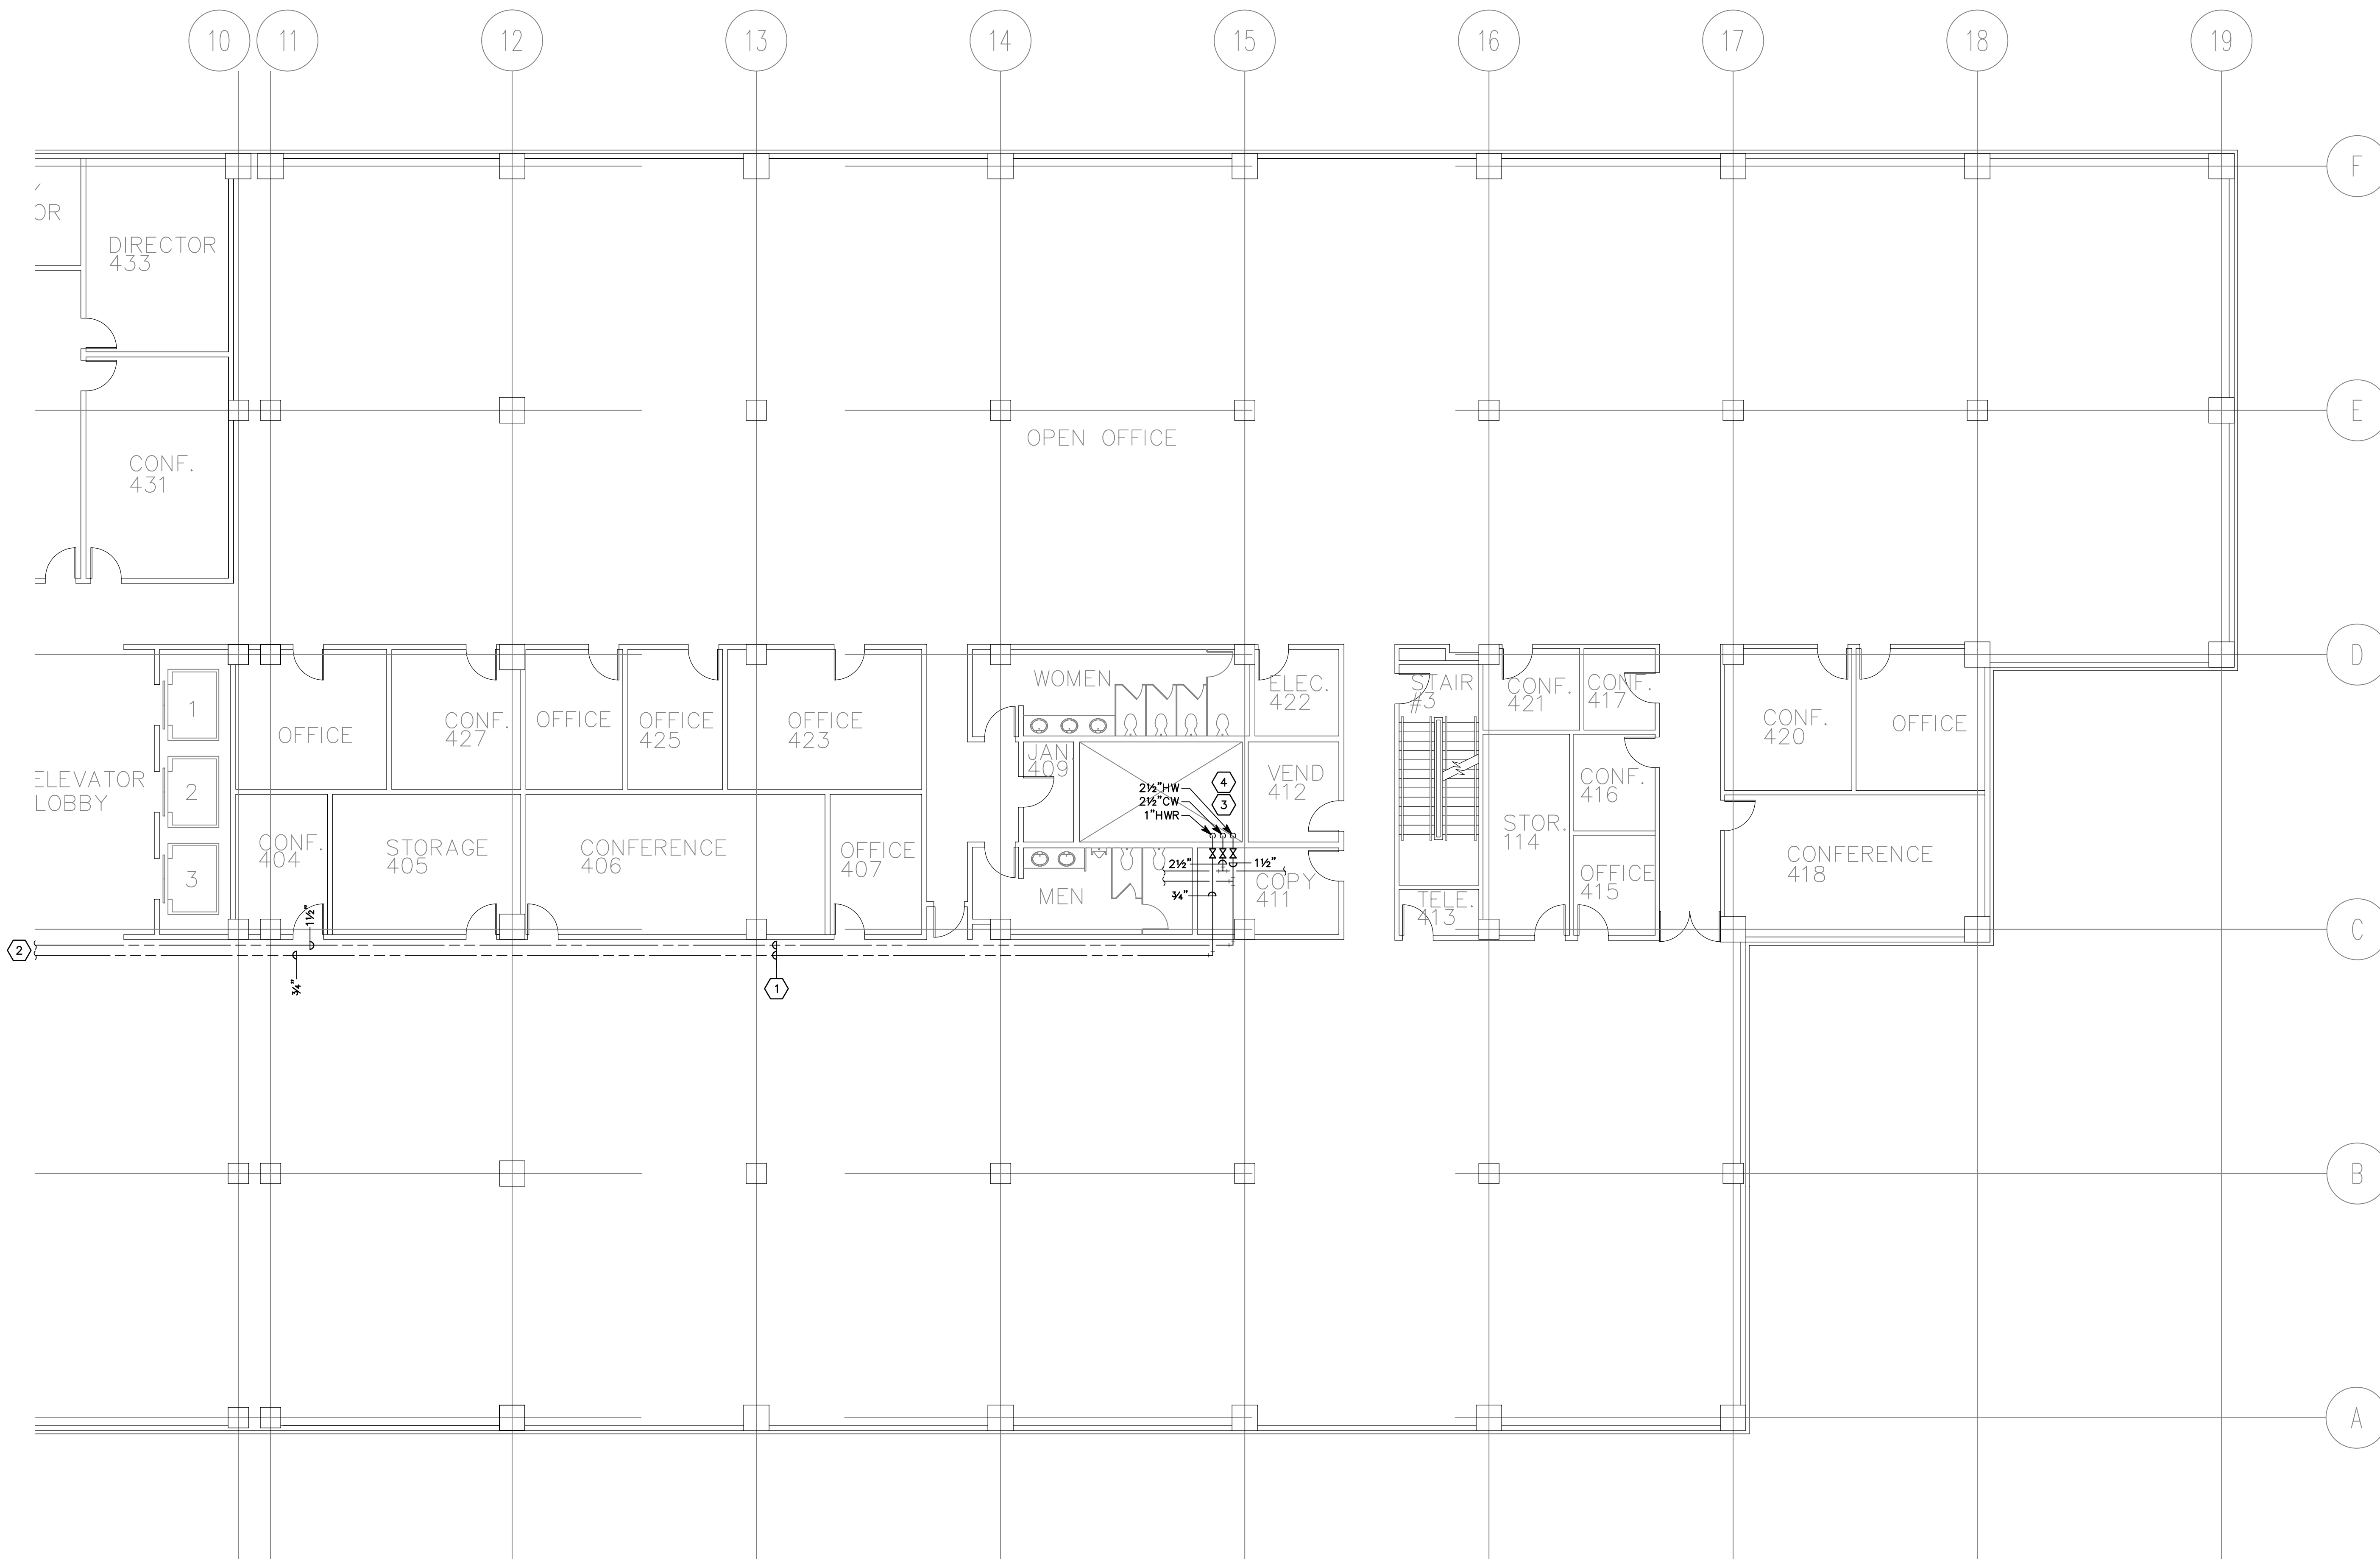 10
11
12
13
14
15
16
17
18
19
F
OR
DIRECTOR
433
E
OPEN OFFICE
CONF.
431
D
WOMEN
ELEC.
422
STAIR
#3
CONF.
421
CONF.
417
1
OFFICE
CONF.
427
OFFICE
OFFICE
425
OFFICE
423
CONF.
420
OFFICE
JAN.
409
ELEVATOR
LOBBY
2
2½"HW
2½"CW
1"HWR
4
3
VEND
412
CONF.
416
CONF.
404
STORAGE
405
CONFERENCE
406
OFFICE
407
STOR.
114
CONFERENCE
418
3
2½"
1½"
MEN
¾"
COPY
411
OFFICE
415
TELE.
413
1½"
C
2
¾"
1
B
A